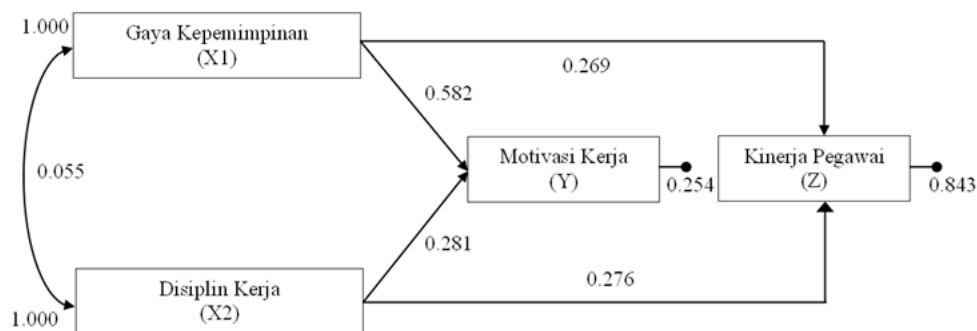 1.000
Gaya Kepemimpinan
(X1)
0.269
0.582
0.055
Motivasi Kerja
(Y)
0.254
Kinerja Pegawai
(Z)
0.843
0.281
0.276
Disiplin Kerja
(X2)
1.000